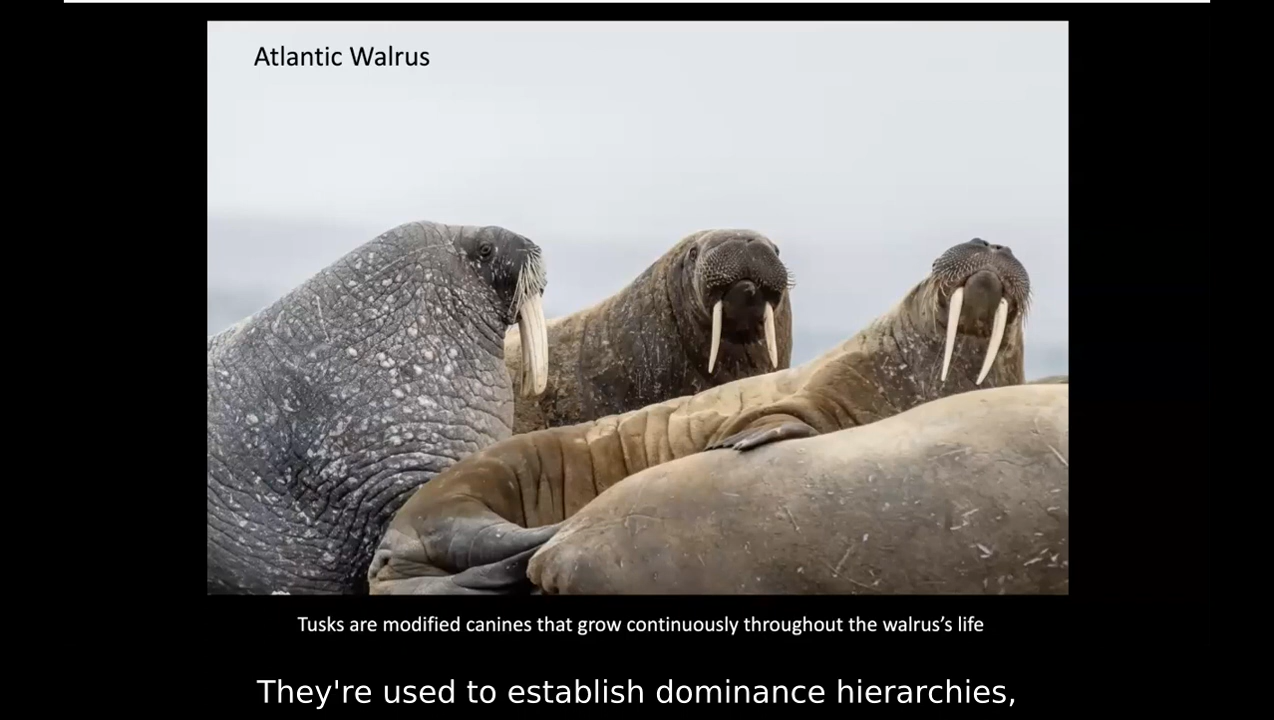 Atlantic Walrus
Tusks are modified canines that grow continuously throughout the walrus’s life
They're used to establish dominance hierarchies,